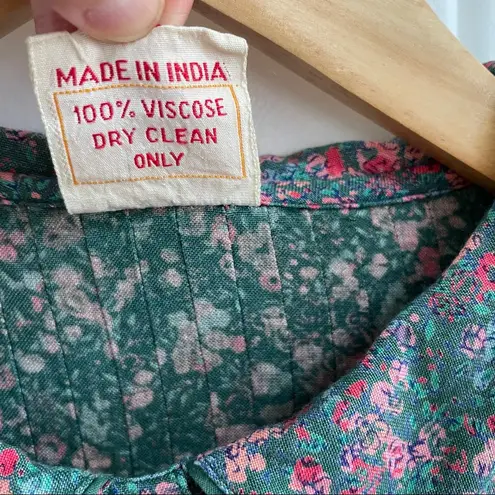 MADE IN INDIA
100% VISCOSE
DRY CLEAN
ONLY